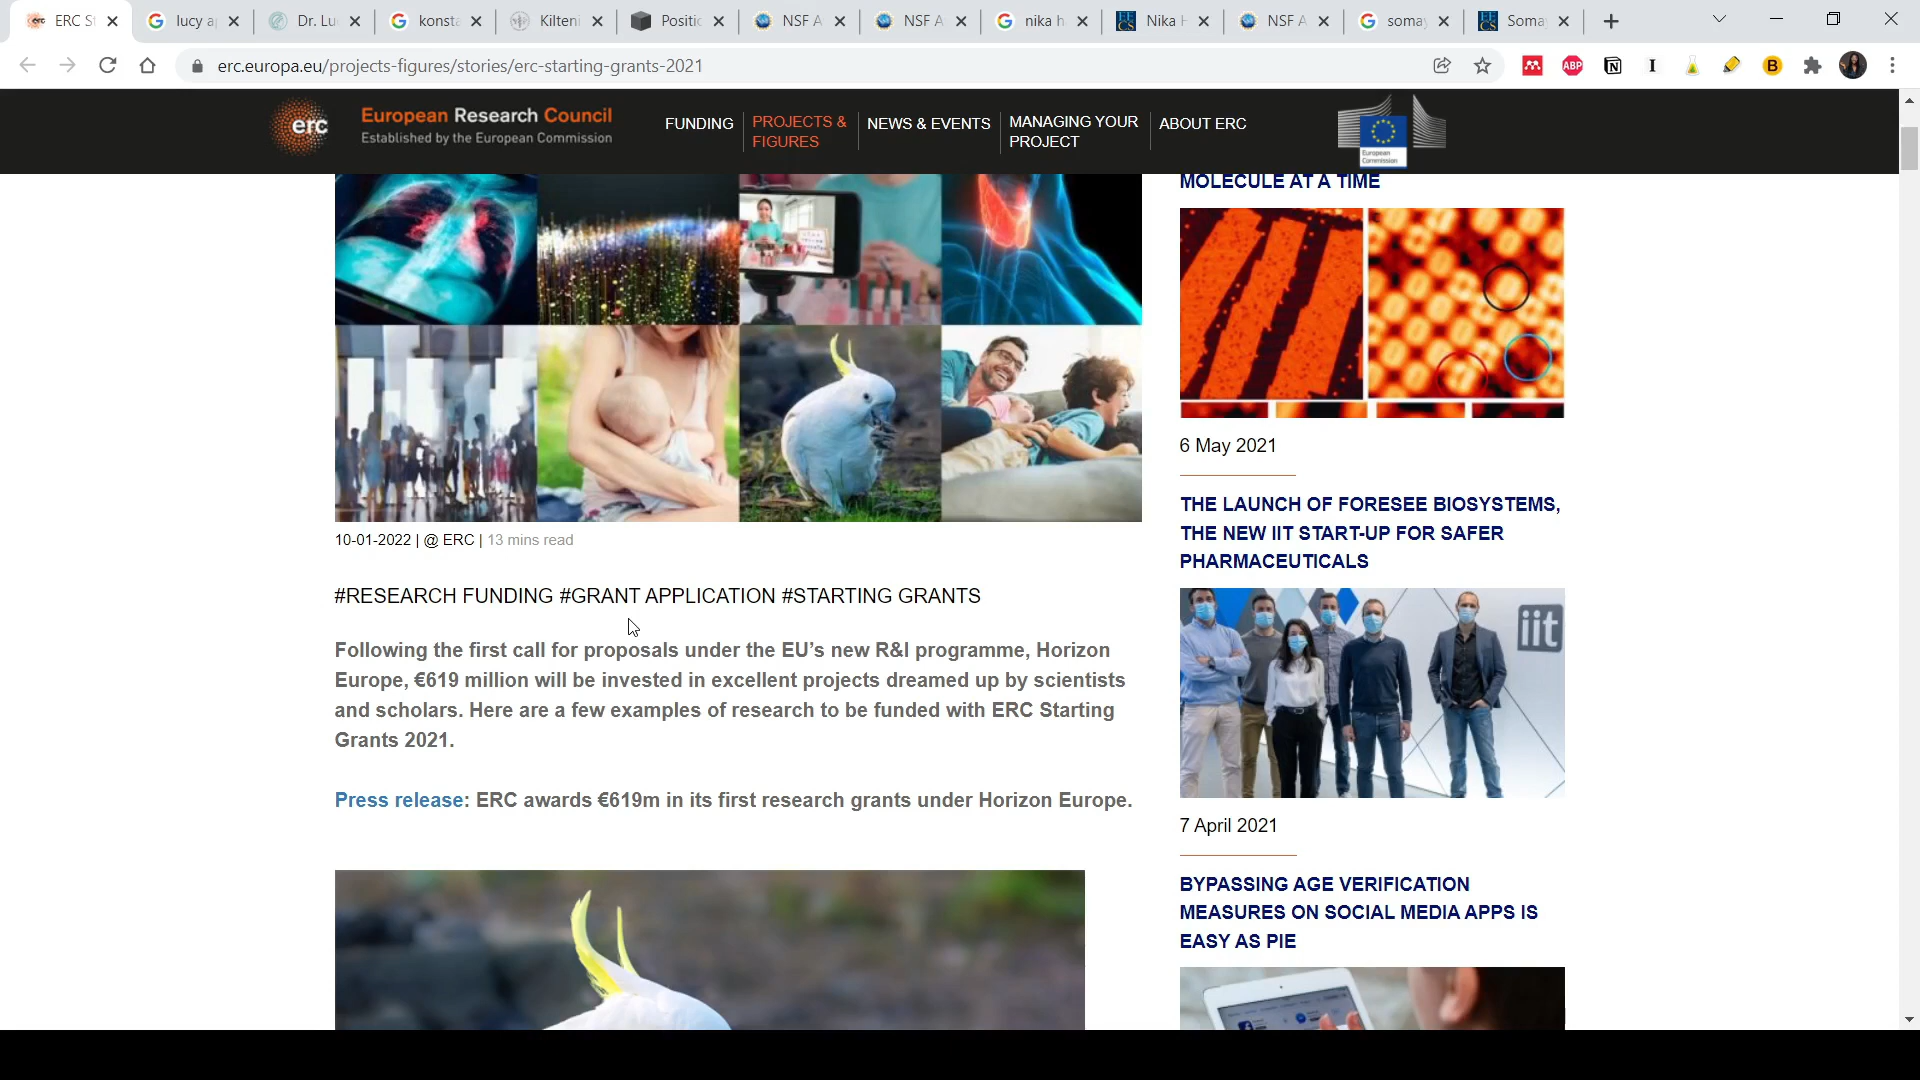 ERC St
lucy a
Dr. Lu
konst
Kilteni
Positic
NSF A
NSF A
nika h
Nika H
NSF A
somay
Soma
erc.europa.eu/projects-figures/stories/erc-starting-grants-2021
erc
European Research Council
Established by the European Commission
FUNDING
PROJECTS &
FIGURES
NEWS & EVENTS
MANAGING YOUR
PROJECT
ABOUT ERC
European
Commission
10-01-2022 | @ ERC | 13 mins read
#RESEARCH FUNDING #GRANT APPLICATION #STARTING GRANTS
Following the first call for proposals under the EU’s new R&I programme, Horizon
Europe, €619 million will be invested in excellent projects dreamed up by scientists
and scholars. Here are a few examples of research to be funded with ERC Starting
Grants 2021.
Press release: ERC awards €619m in its first research grants under Horizon Europe.
MOLECULE AT A TIME
6 May 2021
THE LAUNCH OF FORESEE BIOSYSTEMS,
THE NEW IIT START-UP FOR SAFER
PHARMACEUTICALS
iit
7 April 2021
BYPASSING AGE VERIFICATION
MEASURES ON SOCIAL MEDIA APPS IS
EASY AS PIE